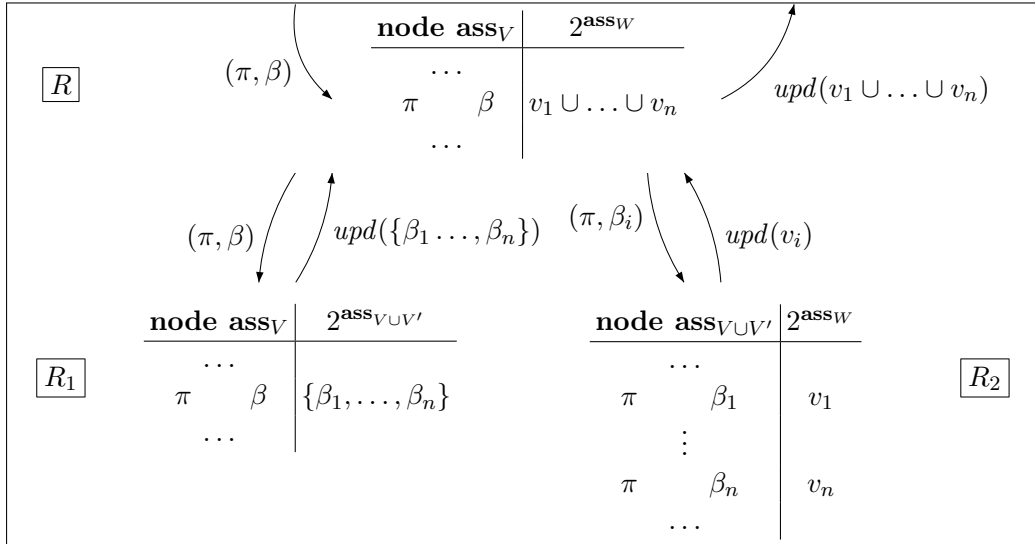 node ass_V 2^{ass_W}
...
(π, β)
R
π β v_1 ∪ ... ∪ v_n
upd(v_1 ∪ ... ∪ v_n)
...
(π, β)
upd({β_1 ..., β_n})
(π, β_i)
upd(v_i)
node ass_V 2^{ass_{V∪V'}}
...
R_1
π β {β_1, ..., β_n}
...
node ass_{V∪V'} 2^{ass_W}
...
R_2
π β_1 v_1
⋮
π β_n v_n
...